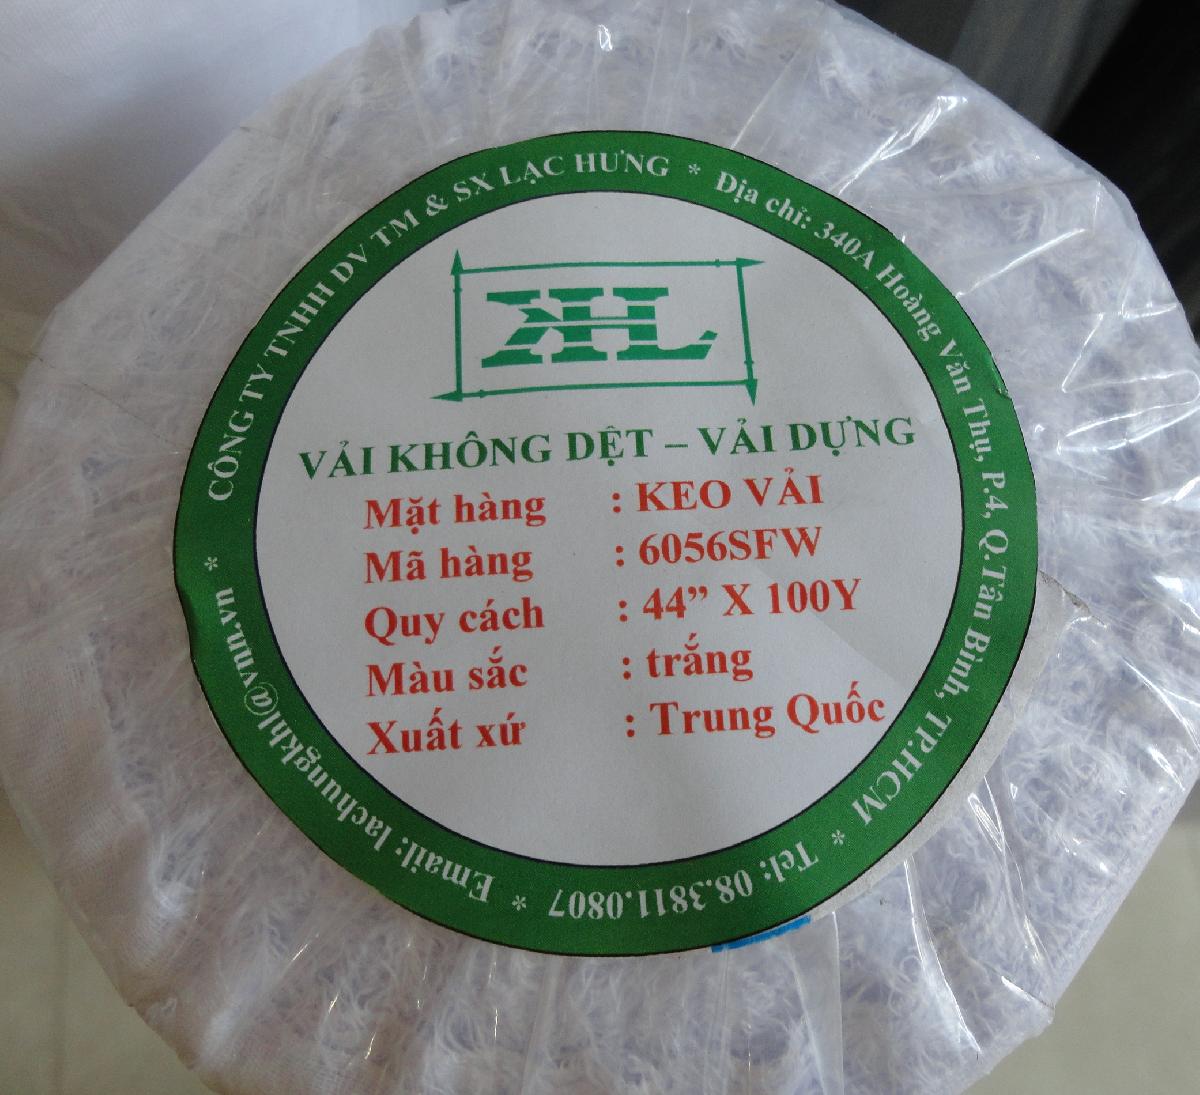 CÔNG TY TNHH DV TM & SX LẠC HƯNG * Địa chỉ: 340A Hoàng Văn Thụ, P.4, Q.Tân Bình, TP.HCM * Tel: 08.3811.0807 * Email: lachungkhl@vnn.vn *
KHL
VẢI KHÔNG DỆT – VẢI DỰNG
Mặt hàng : KEO VẢI
Mã hàng : 6056SFW
Quy cách : 44” X 100Y
Màu sắc : trắng
Xuất xứ : Trung Quốc